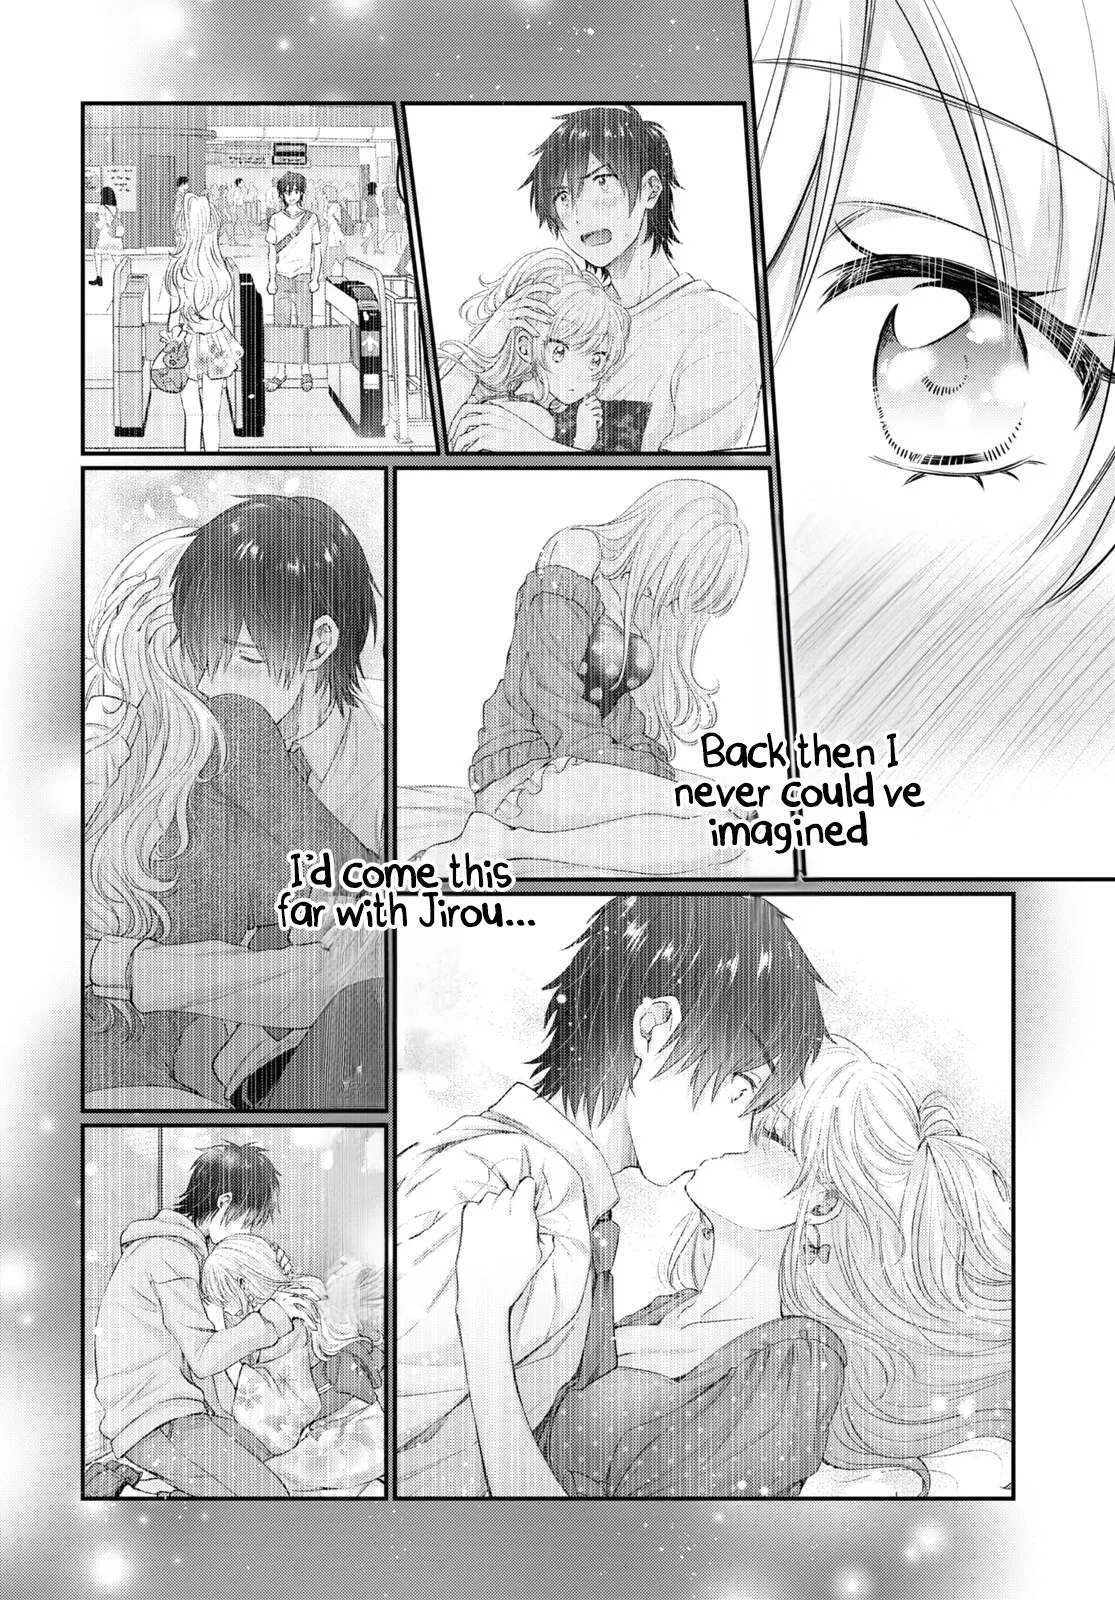 Back then I
never could ve
imagined
I'd come this
far with Jirou...